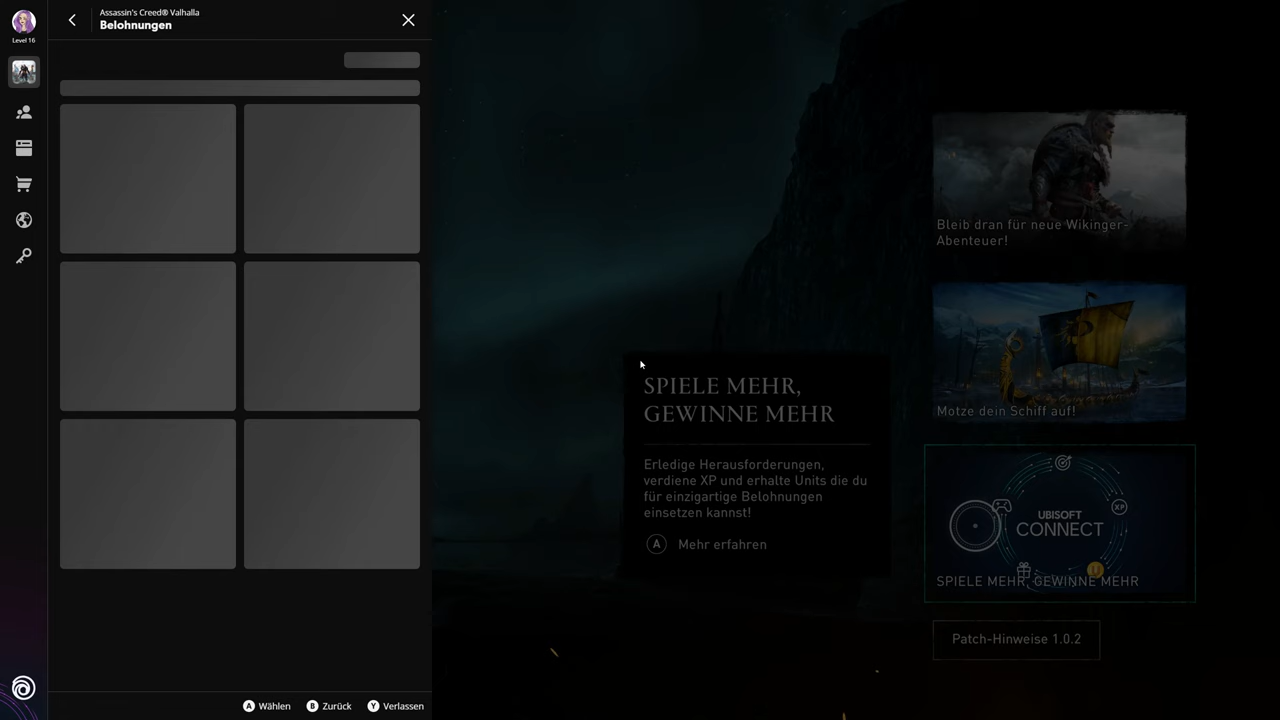 Level 16
Assassin's Creed® Valhalla
Belohnungen
SPIELE MEHR,
GEWINNE MEHR
Erledige Herausforderungen,
verdiene XP und erhalte Units die du
für einzigartige Belohnungen
einsetzen kannst!
A Mehr erfahren
Bleib dran für neue Wikinger-
Abenteuer!
Motze dein Schiff auf!
XP
UBISOFT
CONNECT
SPIELE MEHR, GEWINNE MEHR
Patch-Hinweise 1.0.2
A Wählen B Zurück Y Verlassen